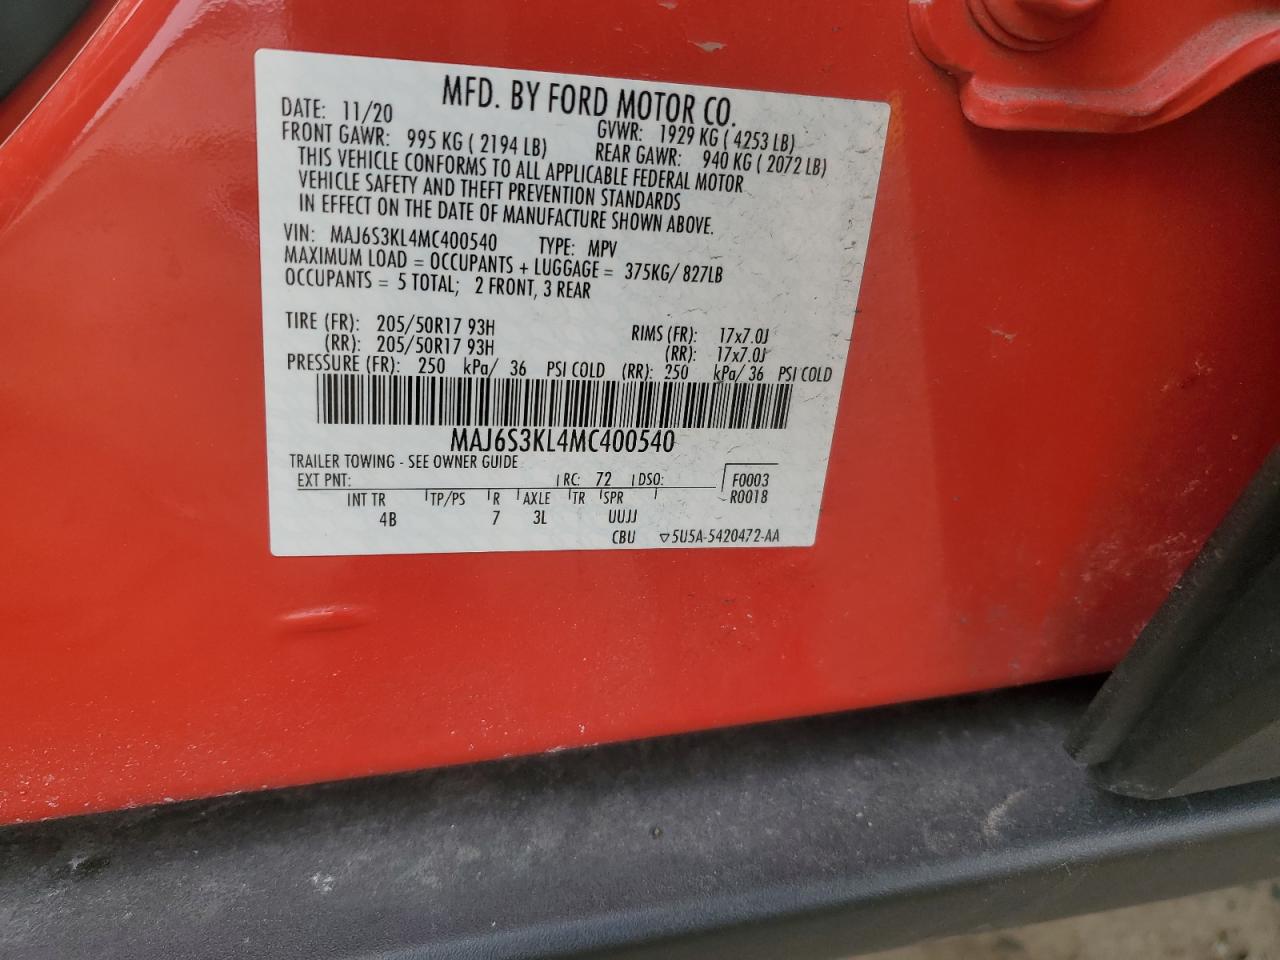 MFD. BY FORD MOTOR CO.
DATE: 11/20 GVWR: 1929 KG ( 4253 LB)
FRONT GAWR: 995 KG ( 2194 LB) REAR GAWR: 940 KG ( 2072 LB)
THIS VEHICLE CONFORMS TO ALL APPLICABLE FEDERAL MOTOR
VEHICLE SAFETY AND THEFT PREVENTION STANDARDS
IN EFFECT ON THE DATE OF MANUFACTURE SHOWN ABOVE.
VIN: MAJ6S3KL4MC400540 TYPE: MPV
MAXIMUM LOAD = OCCUPANTS + LUGGAGE = 375KG/ 827LB
OCCUPANTS = 5 TOTAL; 2 FRONT, 3 REAR
TIRE (FR): 205/50R17 93H RIMS (FR): 17x7.0J
(RR): 205/50R17 93H (RR): 17x7.0J
PRESSURE (FR): 250 kPa/ 36 PSI COLD (RR): 250 kPa/ 36 PSI COLD
MAJ6S3KL4MC400540
TRAILER TOWING - SEE OWNER GUIDE
EXT PNT: RC: 72 DSO: F0003
INT TR TP/PS R AXLE TR SPR R0018
4B 7 3L UUJJ
CBU ▽5U5A-5420472-AA